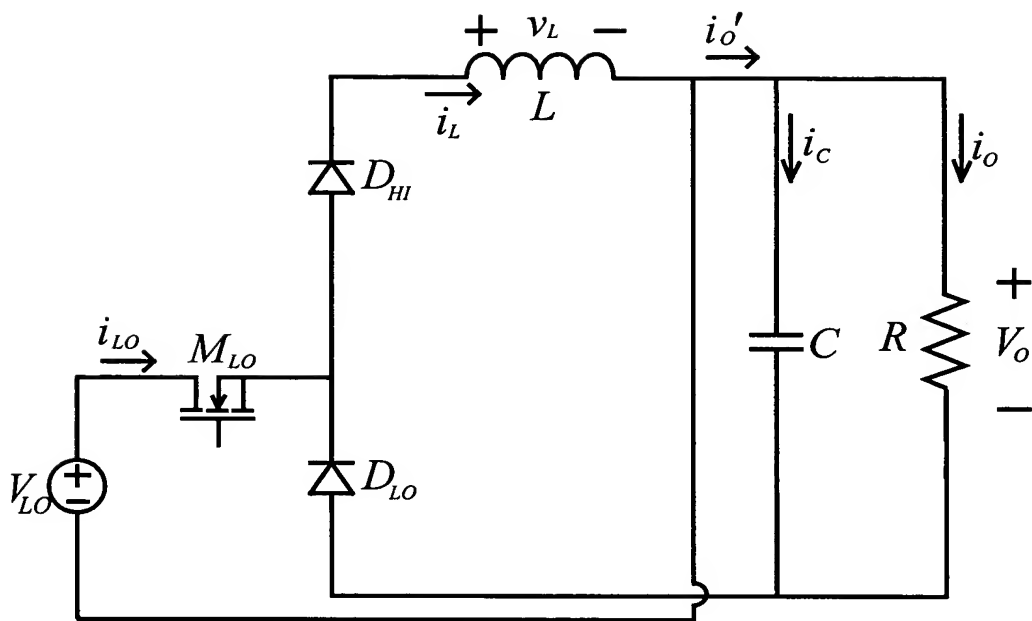 + v_L − i_O'
i_L L
i_C i_O
D_HI
i_LO M_LO
+
C R V_O
−
+
V_LO D_LO
−